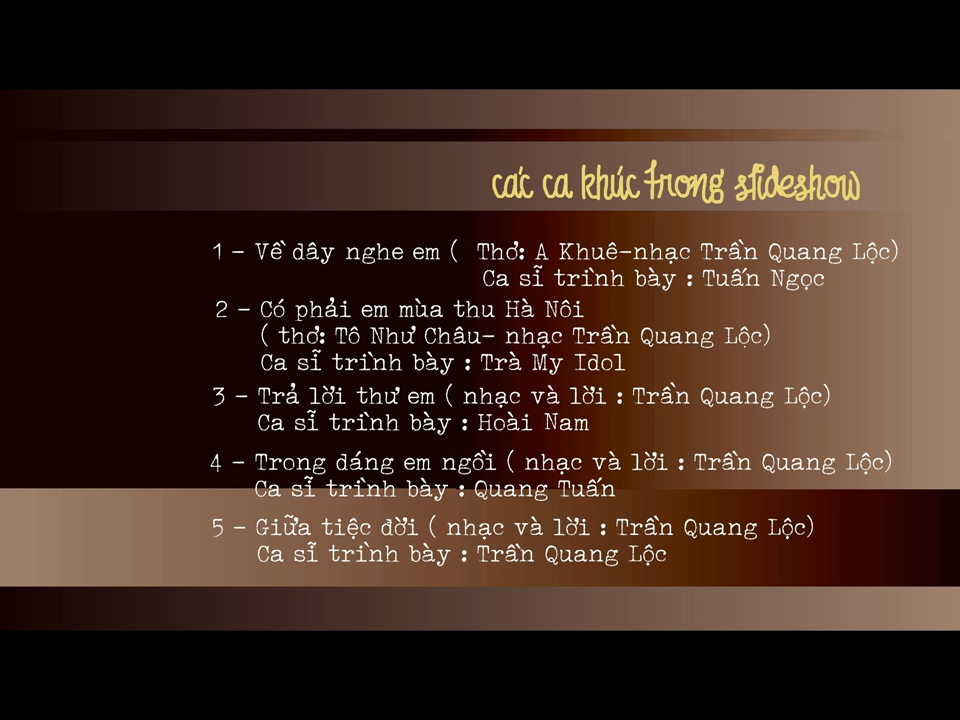 các ca khúc trong slideshow
1 - Về dây nghe em ( Thơ: A Khuê-nhạc Trần Quang Lộc)
Ca sĩ trình bày : Tuấn Ngọc
2 - Có phải em mùa thu Hà Nôi
( thơ: Tô Như Châu- nhạc Trần Quang Lộc)
Ca sĩ trình bày : Trà My Idol
3 - Trả lời thư em ( nhạc và lời : Trần Quang Lộc)
Ca sĩ trình bày : Hoài Nam
4 - Trong dáng em ngồi ( nhạc và lời : Trần Quang Lộc)
Ca sĩ trình bày : Quang Tuấn
5 - Giữa tiệc đời ( nhạc và lời : Trần Quang Lộc)
Ca sĩ trình bày : Trần Quang Lộc